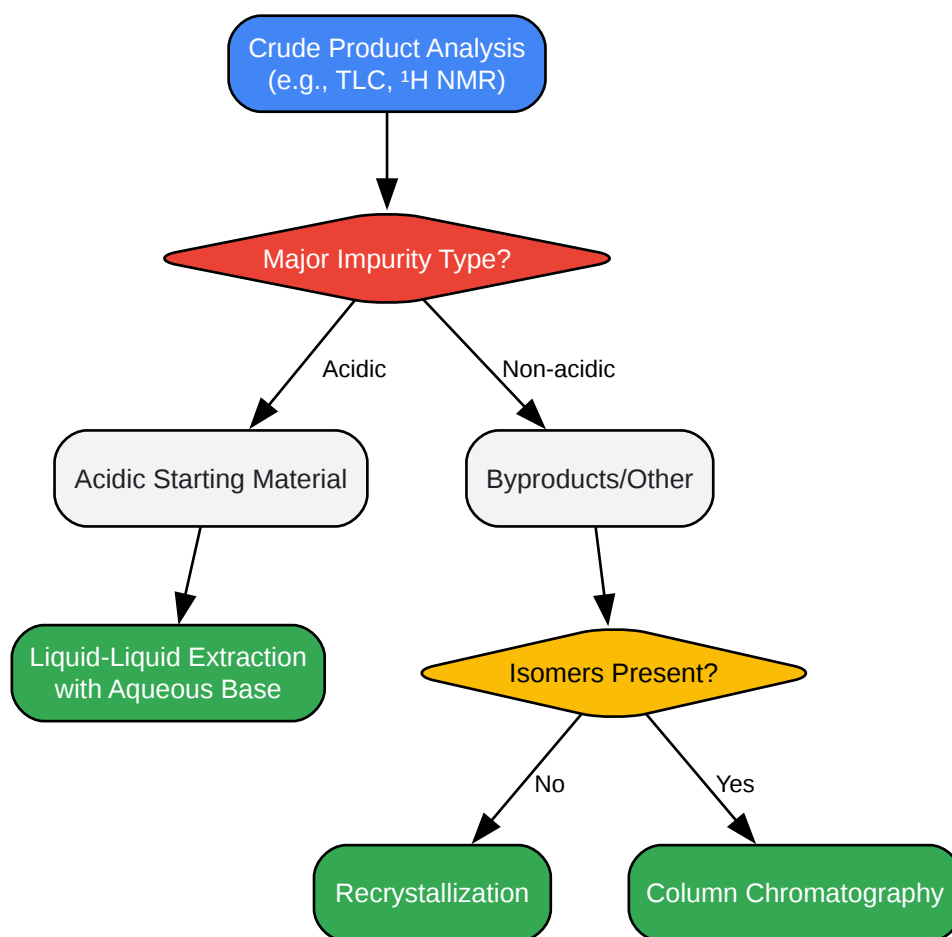 Crude Product Analysis
(e.g., TLC, ¹H NMR)
Major Impurity Type?
Acidic
Non-acidic
Acidic Starting Material
Byproducts/Other
Liquid-Liquid Extraction
with Aqueous Base
Isomers Present?
No
Yes
Recrystallization
Column Chromatography